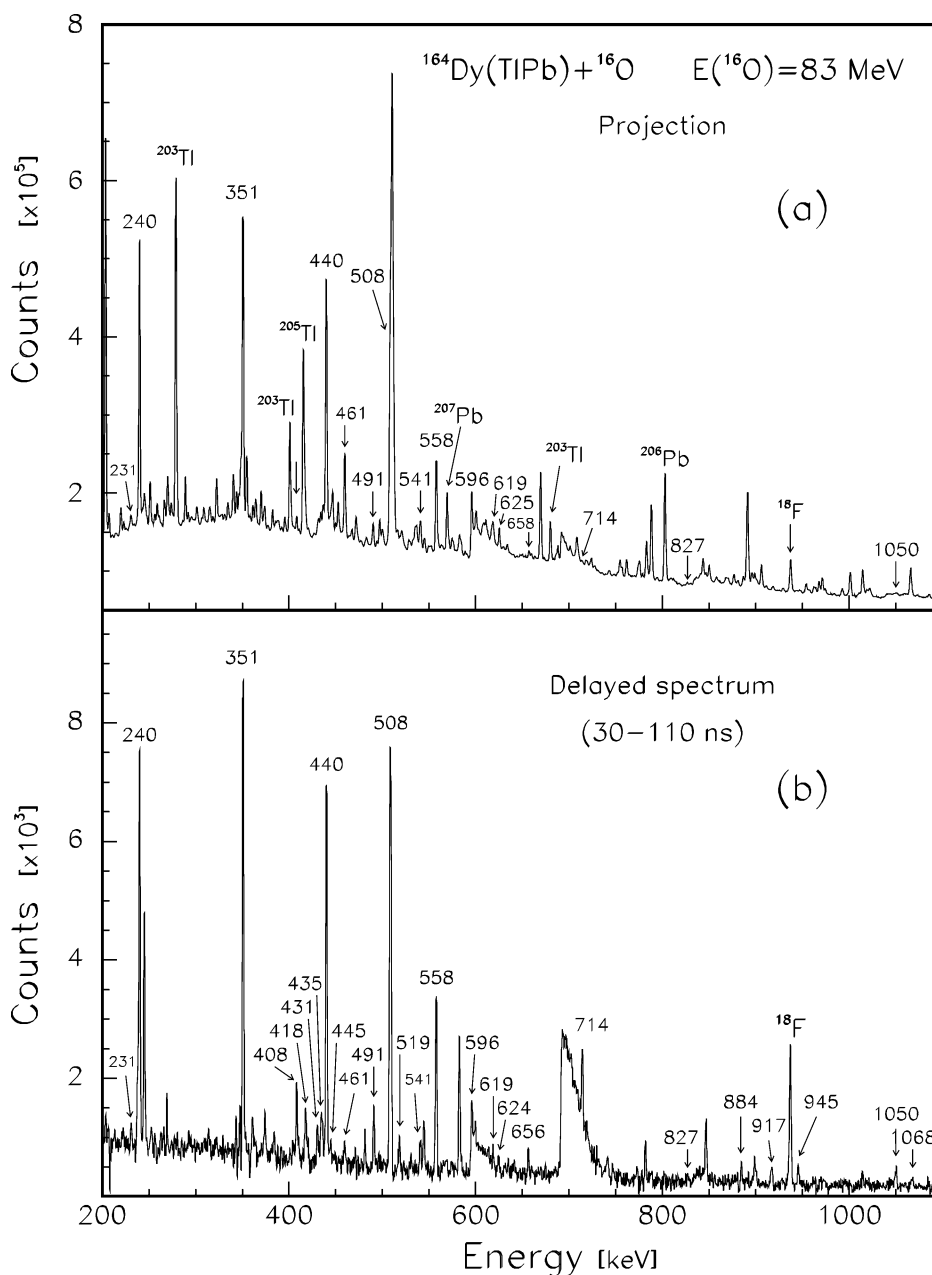 8
¹⁶⁴Dy(TlPb)+¹⁶O E(¹⁶O)=83 MeV
Projection
²⁰³Tl
(a)
6
351
240
440
508
²⁰⁵Tl
4
²⁰³Tl
461
²⁰⁷Pb
558
²⁰³Tl
²⁰⁶Pb
231
491
541
596
619
625
658
714
¹⁸F
827
1050
2
Counts [x10⁵]
351
Delayed spectrum
(30−110 ns)
240
508
8
440
(b)
6
4
558
435
431
418
445
408
461
491
519
541
596
619
624
656
714
¹⁸F
884
945
827
917
1050
1068
231
2
Counts [x10³]
200 400 600 800 1000
Energy [keV]